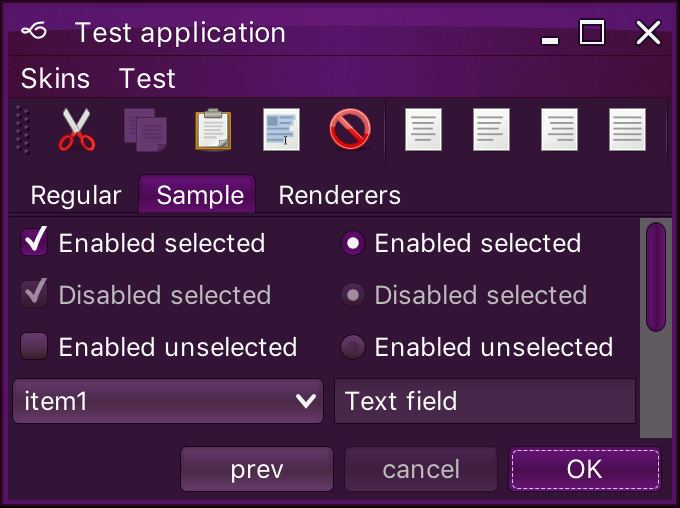 Test application
Skins Test
Regular Sample Renderers
Enabled selected Enabled selected
Disabled selected Disabled selected
Enabled unselected Enabled unselected
item1 Text field
prev cancel OK